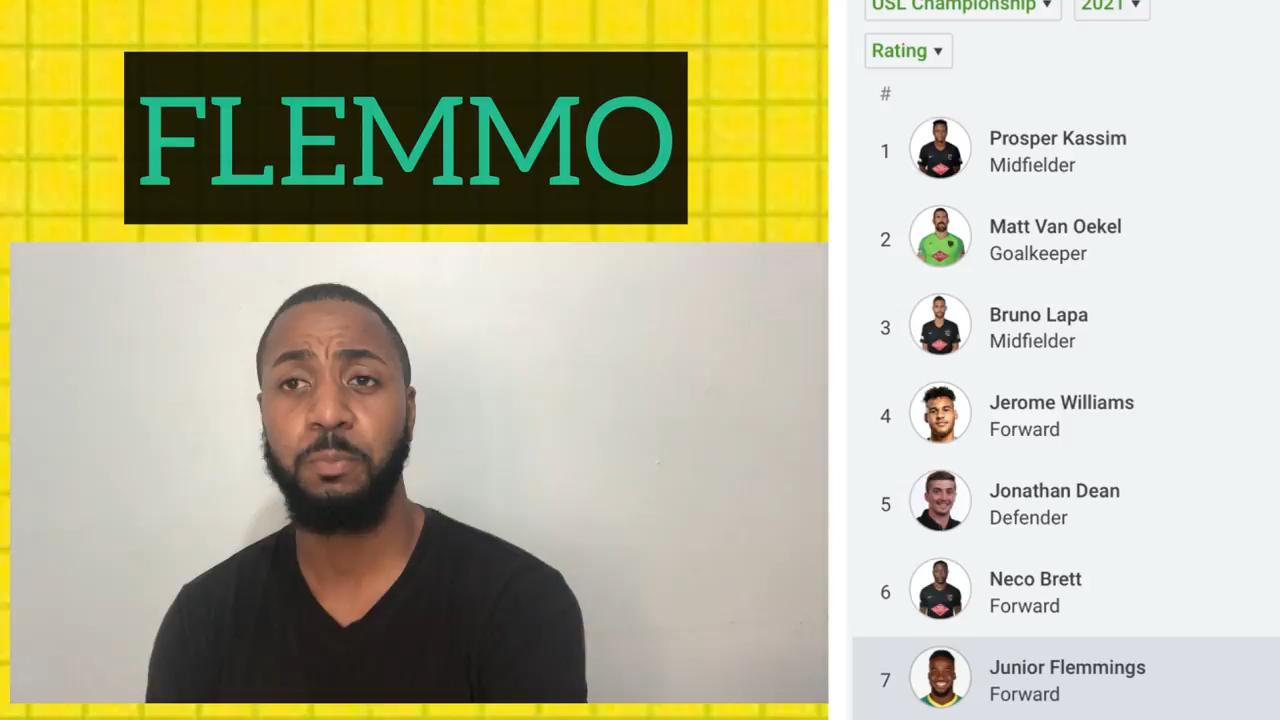 FLEMMO
USL Championship ▼ 2021 ▼
Rating ▼
#
1 Prosper Kassim
Midfielder
2 Matt Van Oekel
Goalkeeper
3 Bruno Lapa
Midfielder
4 Jerome Williams
Forward
5 Jonathan Dean
Defender
6 Neco Brett
Forward
7 Junior Flemmings
Forward